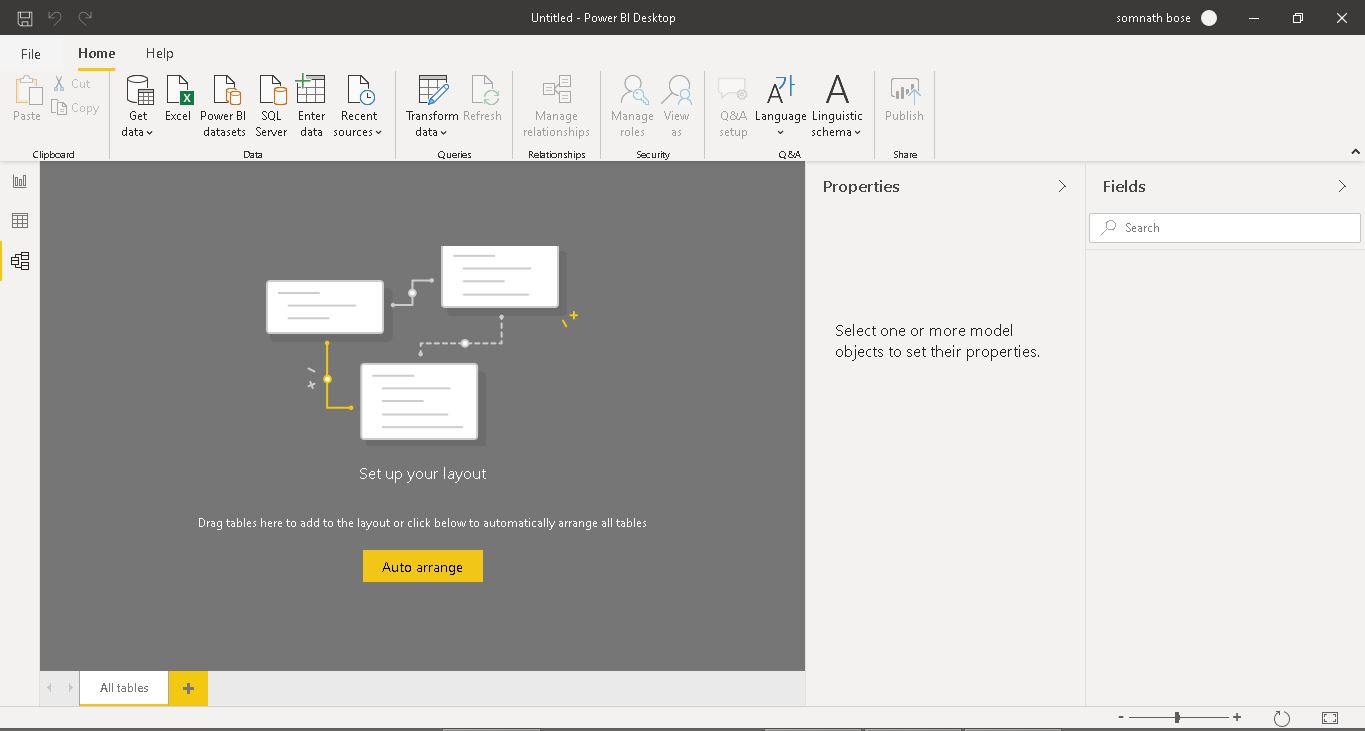 Untitled - Power BI Desktop
somnath bose
File
Home
Help
Paste
Cut
Copy
Get
data
Excel
Power BI
datasets
SQL
Server
Enter
data
Recent
sources
Transform
data
Refresh
Manage
relationships
Manage
roles
View
as
Q&A
setup
Language
Linguistic
schema
Publish
Clipboard
Data
Queries
Relationships
Security
Q&A
Share
Set up your layout
Drag tables here to add to the layout or click below to automatically arrange all tables
Auto arrange
Properties
Select one or more model
objects to set their properties.
Fields
Search
All tables